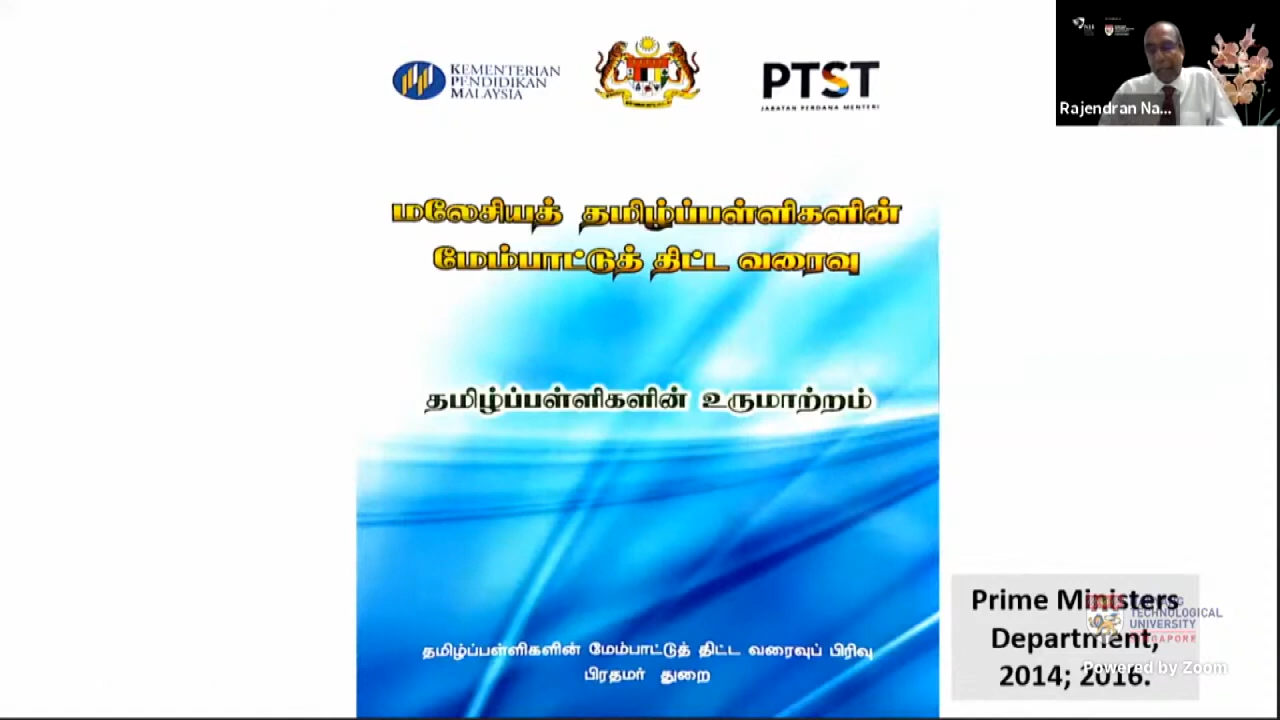 KEMENTERIAN
PENDIDIKAN
MALAYSIA
PTST
JABATAN PERDANA MENTERI
Rajendran Na...
மலேசியத் தமிழ்ப்பள்ளிகளின்
மேம்பாட்டுத் திட்ட வரைவு
தமிழ்ப்பள்ளிகளின் உருமாற்றம்
தமிழ்ப்பள்ளிகளின் மேம்பாட்டுத் திட்ட வரைவுப் பிரிவு
பிரதமர் துறை
Prime Ministers
Department,
2014; 2016.
TECHNOLOGICAL
UNIVERSITY
Powered by Zoom